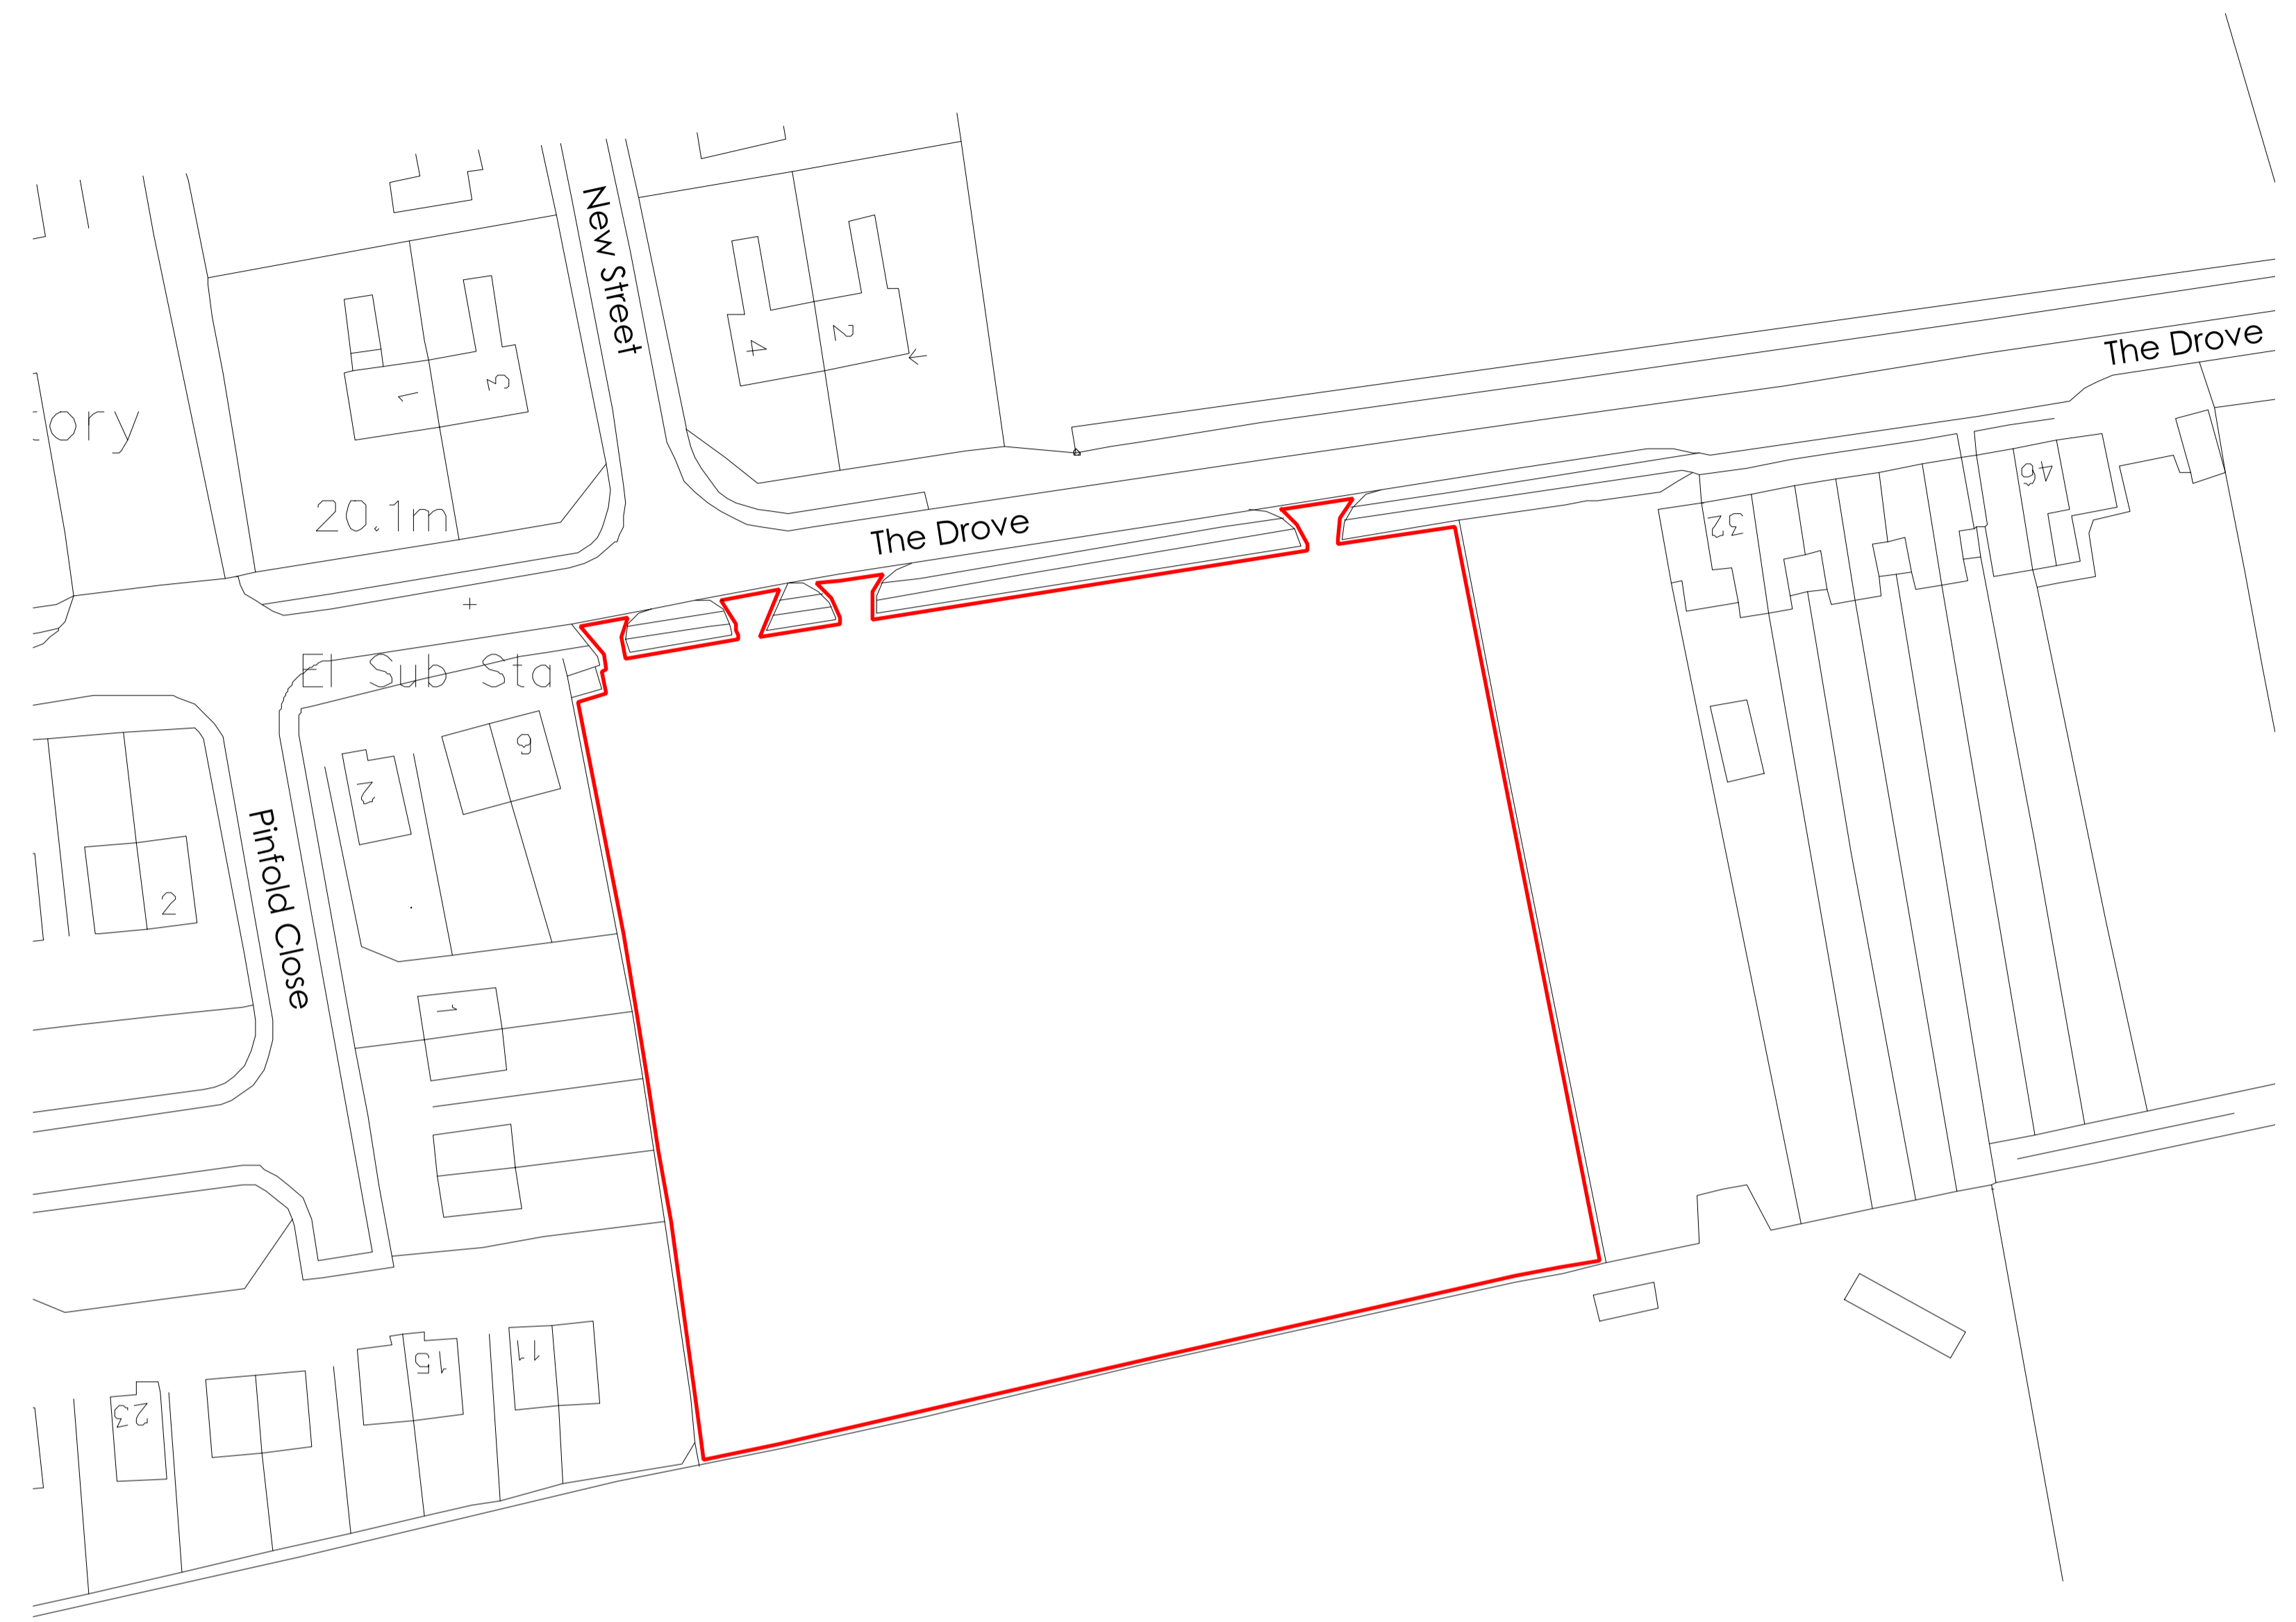 New Street
4
2
1
3
The Drove
ory
20.1m
The Drove
32
46
El Sub Sta
2
9
2
Pinfold Close
1
11
15
23